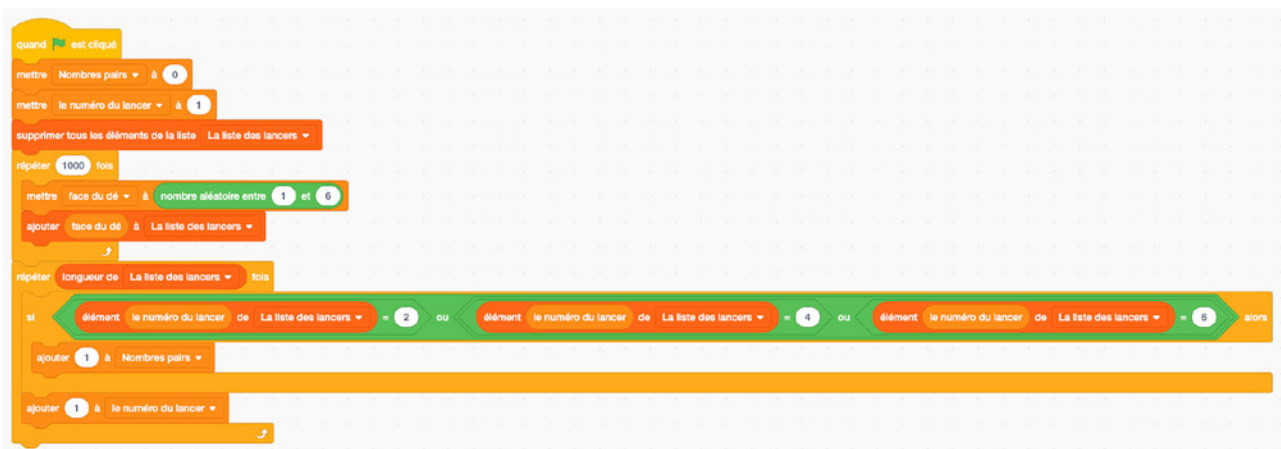 quand est cliqué
mettre Nombres pairs à 0
mettre le numéro du lancer à 1
supprimer tous les éléments de la liste La liste des lancers
répéter 1000 fois
mettre face du dé à nombre aléatoire entre 1 et 6
ajouter face du dé à La liste des lancers
répéter longueur de La liste des lancers fois
si élément le numéro du lancer de La liste des lancers = 2 ou élément le numéro du lancer de La liste des lancers = 4 ou élément le numéro du lancer de La liste des lancers = 6 alors
ajouter 1 à Nombres pairs
ajouter 1 à le numéro du lancer